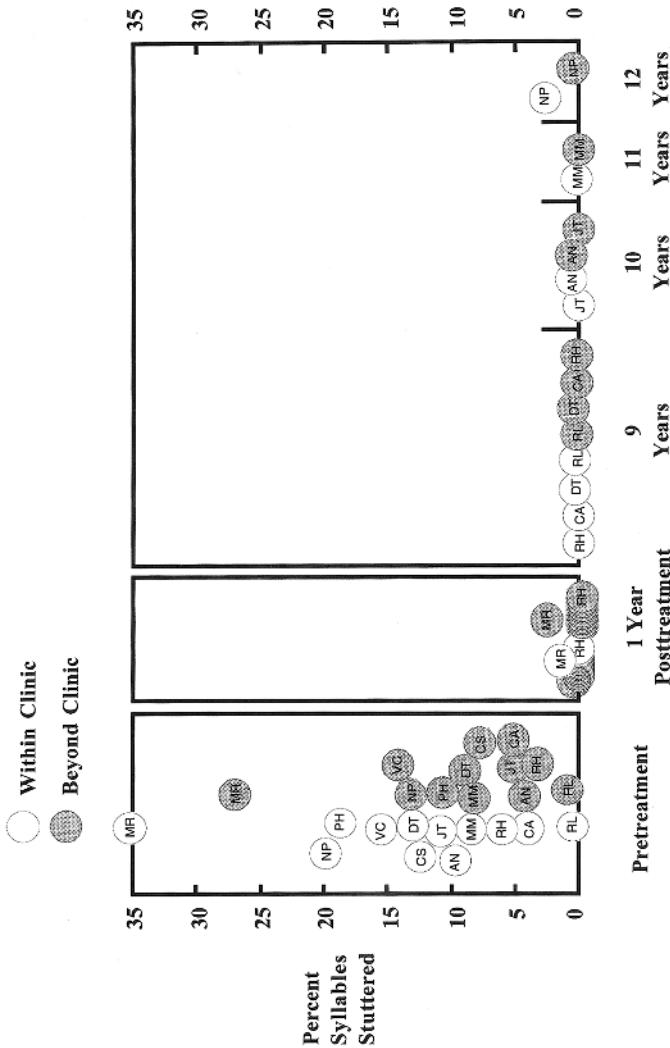 Within Clinic
Beyond Clinic
35
30
25
20
15
10
5
0
Percent
Syllables
Stuttered
MR
MR
NP
PH
VC
VC
CS
DT
NP
JT
PH
DT
CS
AN
MM
MM
RH
JT
CA
CA
AN
RH
RL
RL
Pretreatment
MR
MR
RH
RH
1 Year
Posttreatment
RH
CA
DT
RL
RL
DT
CA
RH
9
Years
JT
AN
AN
JT
10
Years
MM
MM
11
Years
NP
NP
12
Years
35
30
25
20
15
10
5
0